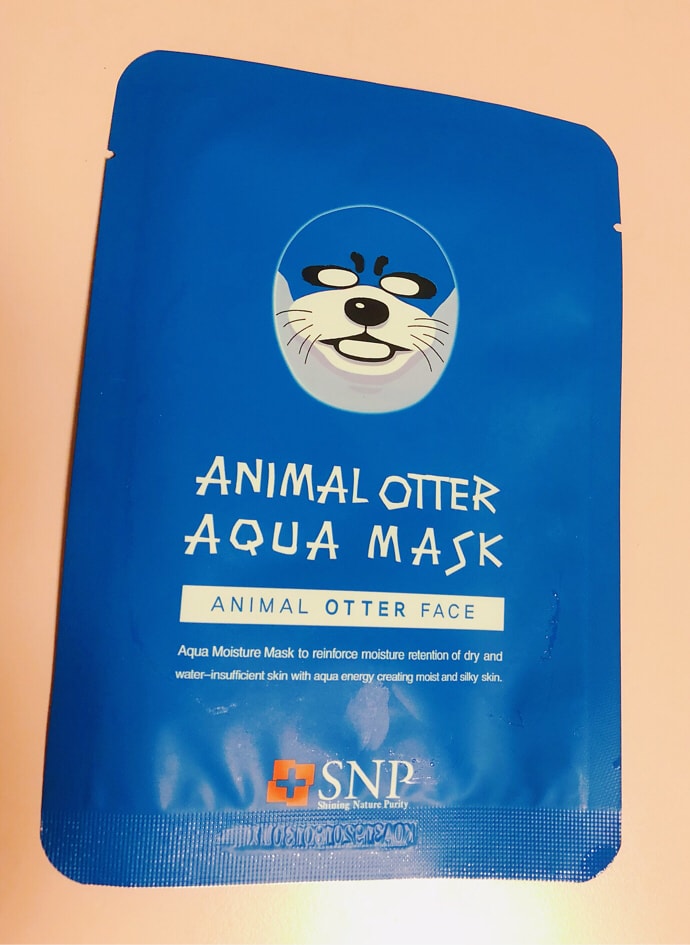 ANIMAL OTTER
AQUA MASK
ANIMAL OTTER FACE
Aqua Moisture Mask to reinforce moisture retention of dry and
water-insufficient skin with aqua energy creating moist and silky skin.
SNP
Shining Nature Purity